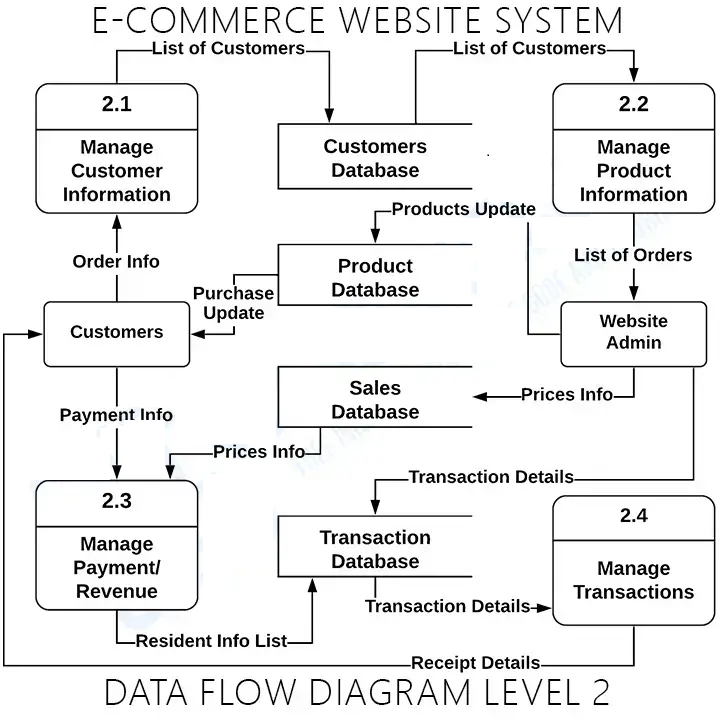 E-COMMERCE WEBSITE SYSTEM
List of Customers
List of Customers
2.1
Manage
Customer
Information
Customers
Database
2.2
Manage
Product
Information
Products Update
Order Info
Product
Database
List of Orders
Purchase
Update
Customers
Website
Admin
Sales
Database
Prices Info
Payment Info
Prices Info
Transaction Details
2.3
Manage
Payment/
Revenue
Transaction
Database
2.4
Manage
Transactions
Transaction Details
Resident Info List
Receipt Details
DATA FLOW DIAGRAM LEVEL 2